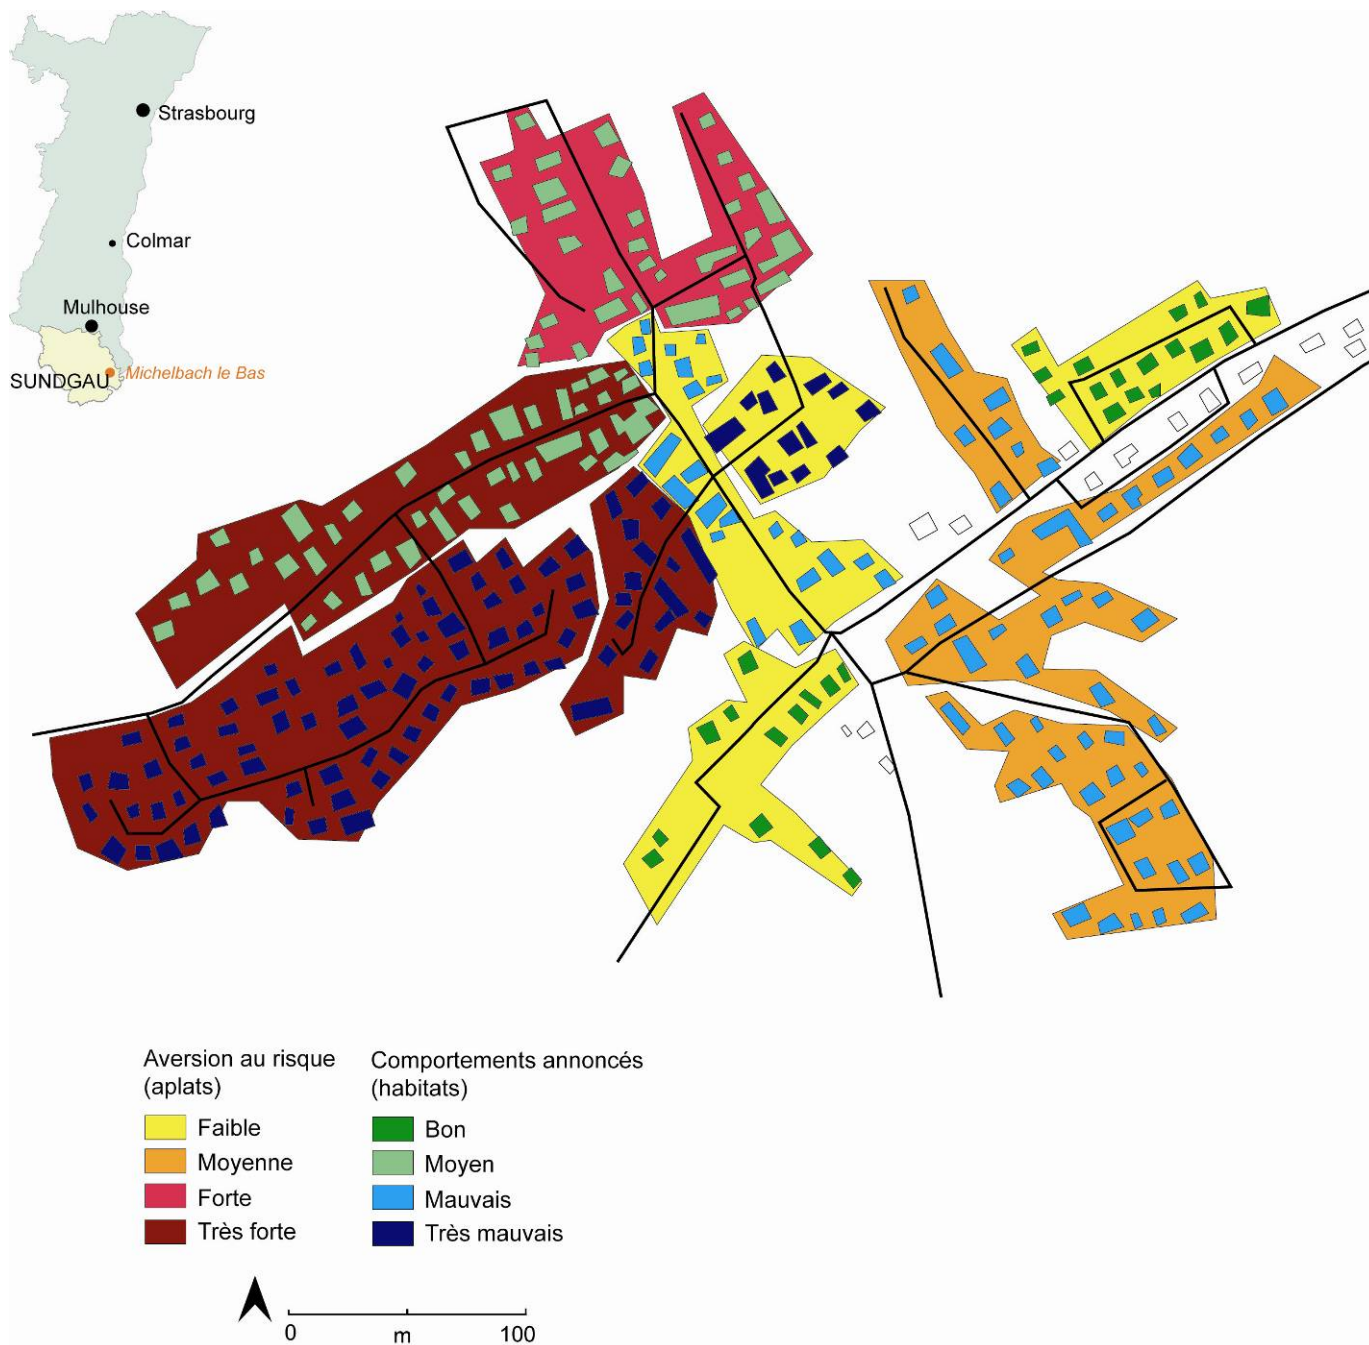 Strasbourg
Colmar
Mulhouse
SUNDGAU
Michelbach le Bas
Aversion au risque
(aplats)
Faible
Moyenne
Forte
Très forte
Comportements annoncés
(habitats)
Bon
Moyen
Mauvais
Très mauvais
0 m 100